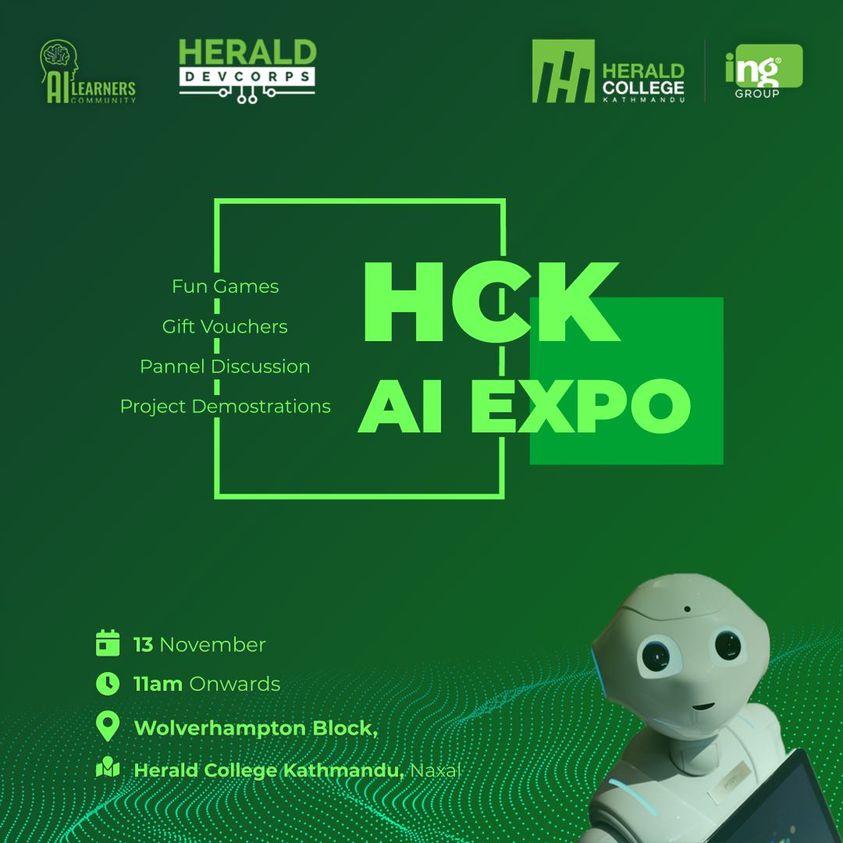 AI LEARNERS
COMMUNITY
HERALD
DEVCORPS
HERALD
COLLEGE
KATHMANDU
ing®
GROUP
Fun Games
Gift Vouchers
Pannel Discussion
Project Demostrations
HCK
AI EXPO
13 November
11am Onwards
Wolverhampton Block,
Herald College Kathmandu, Naxal